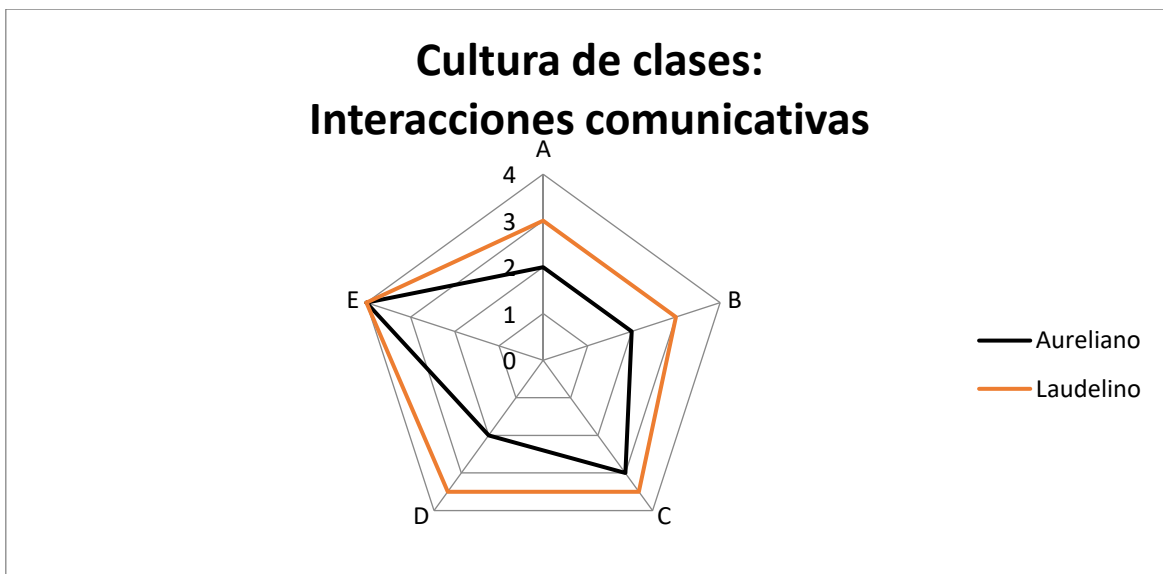 Cultura de clases:
Interacciones comunicativas
A
4
3
2
1
0
E
B
D
C
Aureliano
Laudelino